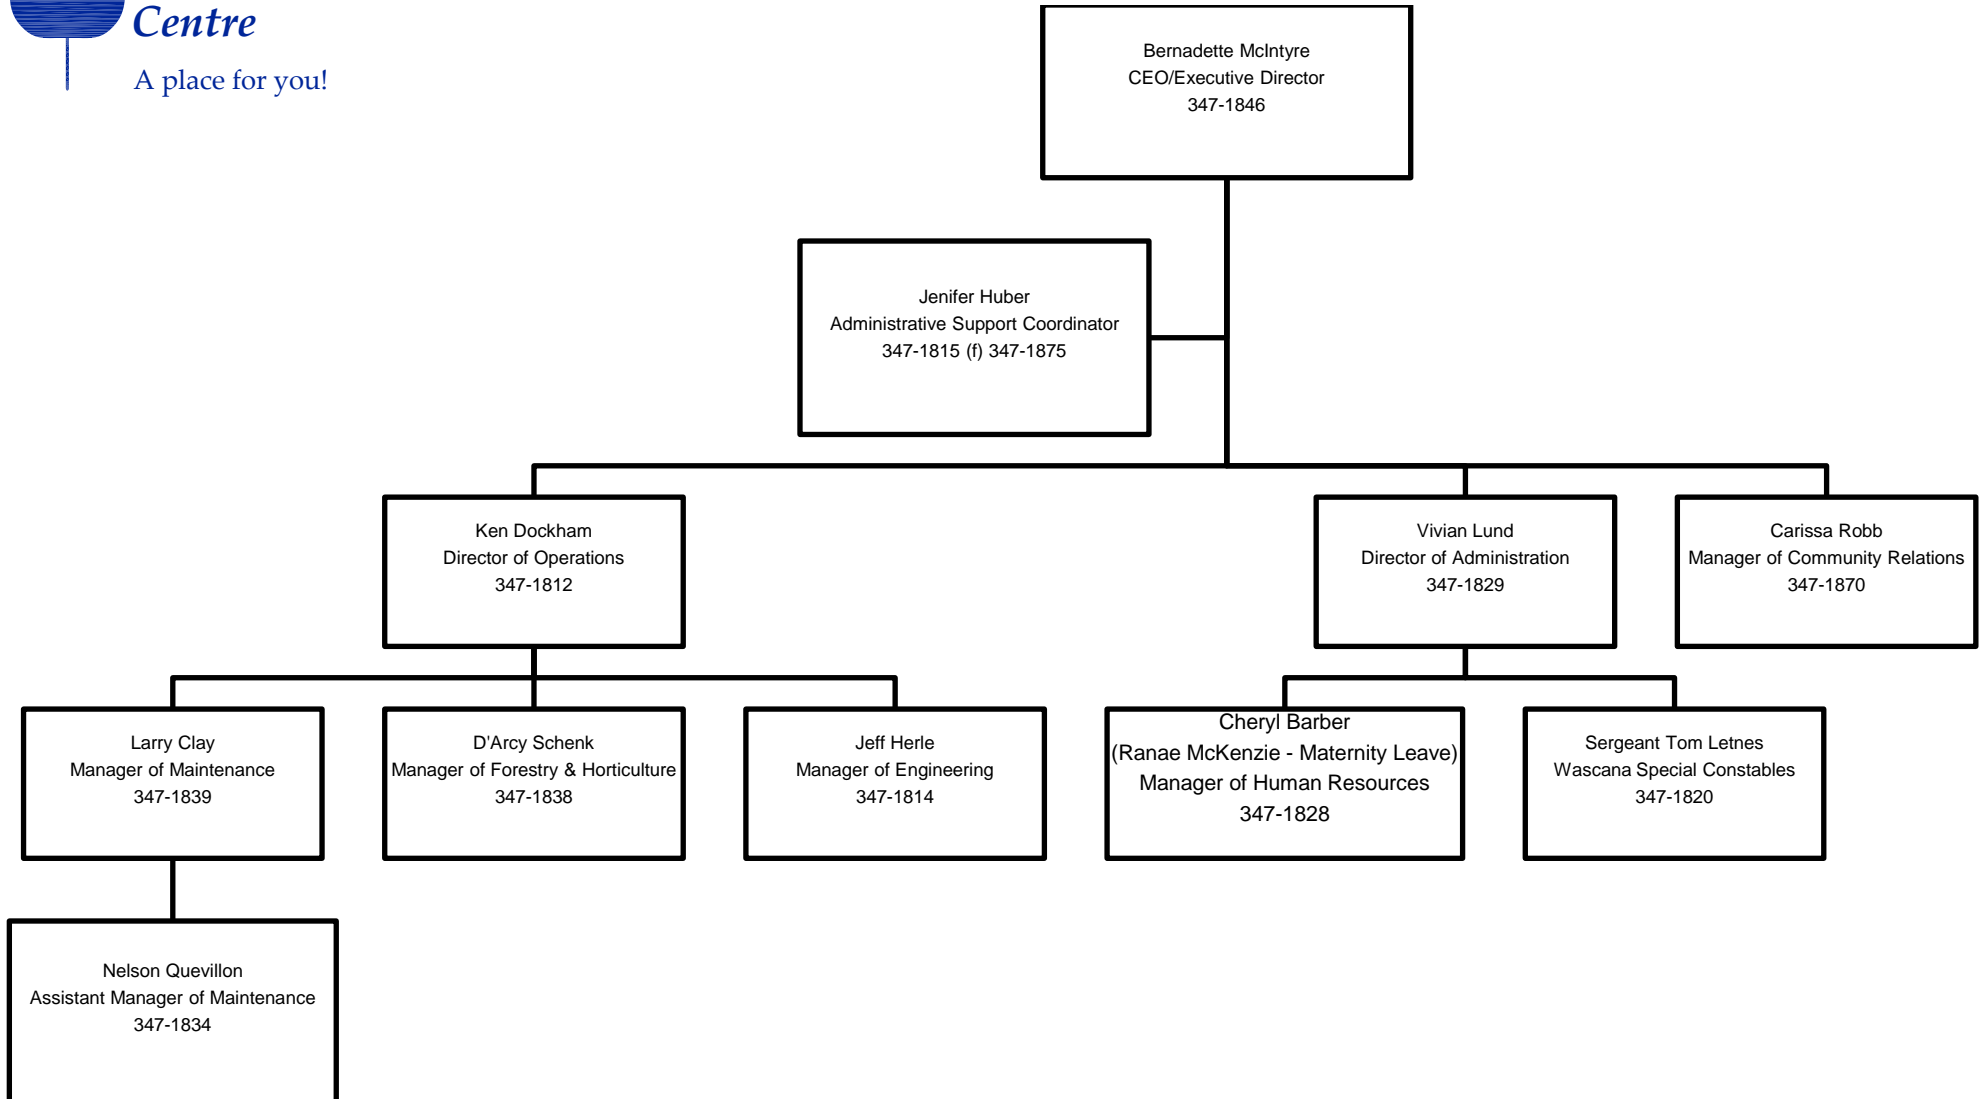 Centre
A place for you!
Bernadette McIntyre
CEO/Executive Director
347-1846
Jenifer Huber
Administrative Support Coordinator
347-1815 (f) 347-1875
Ken Dockham
Director of Operations
347-1812
Vivian Lund
Director of Administration
347-1829
Carissa Robb
Manager of Community Relations
347-1870
Larry Clay
Manager of Maintenance
347-1839
D'Arcy Schenk
Manager of Forestry & Horticulture
347-1838
Jeff Herle
Manager of Engineering
347-1814
Cheryl Barber
(Ranae McKenzie - Maternity Leave)
Manager of Human Resources
347-1828
Sergeant Tom Letnes
Wascana Special Constables
347-1820
Nelson Quevillon
Assistant Manager of Maintenance
347-1834